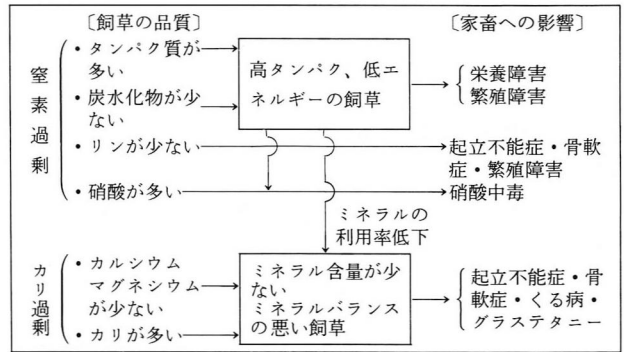 〔飼草の品質〕
〔家畜への影響〕
窒素過剰
・タンパク質が
多い
・炭水化物が少
ない
・リンが少ない
・硝酸が多い
高タンパク、低エ
ネルギーの飼草
栄養障害
繁殖障害
起立不能症・骨軟
症・繁殖障害
硝酸中毒
ミネラルの
利用率低下
カリ過剰
・カルシウム
マグネシウム
が少ない
・カリが多い
ミネラル含量が少
ない
ミネラルバランス
の悪い飼草
起立不能症・骨
軟症・くる病・
グラステタニー